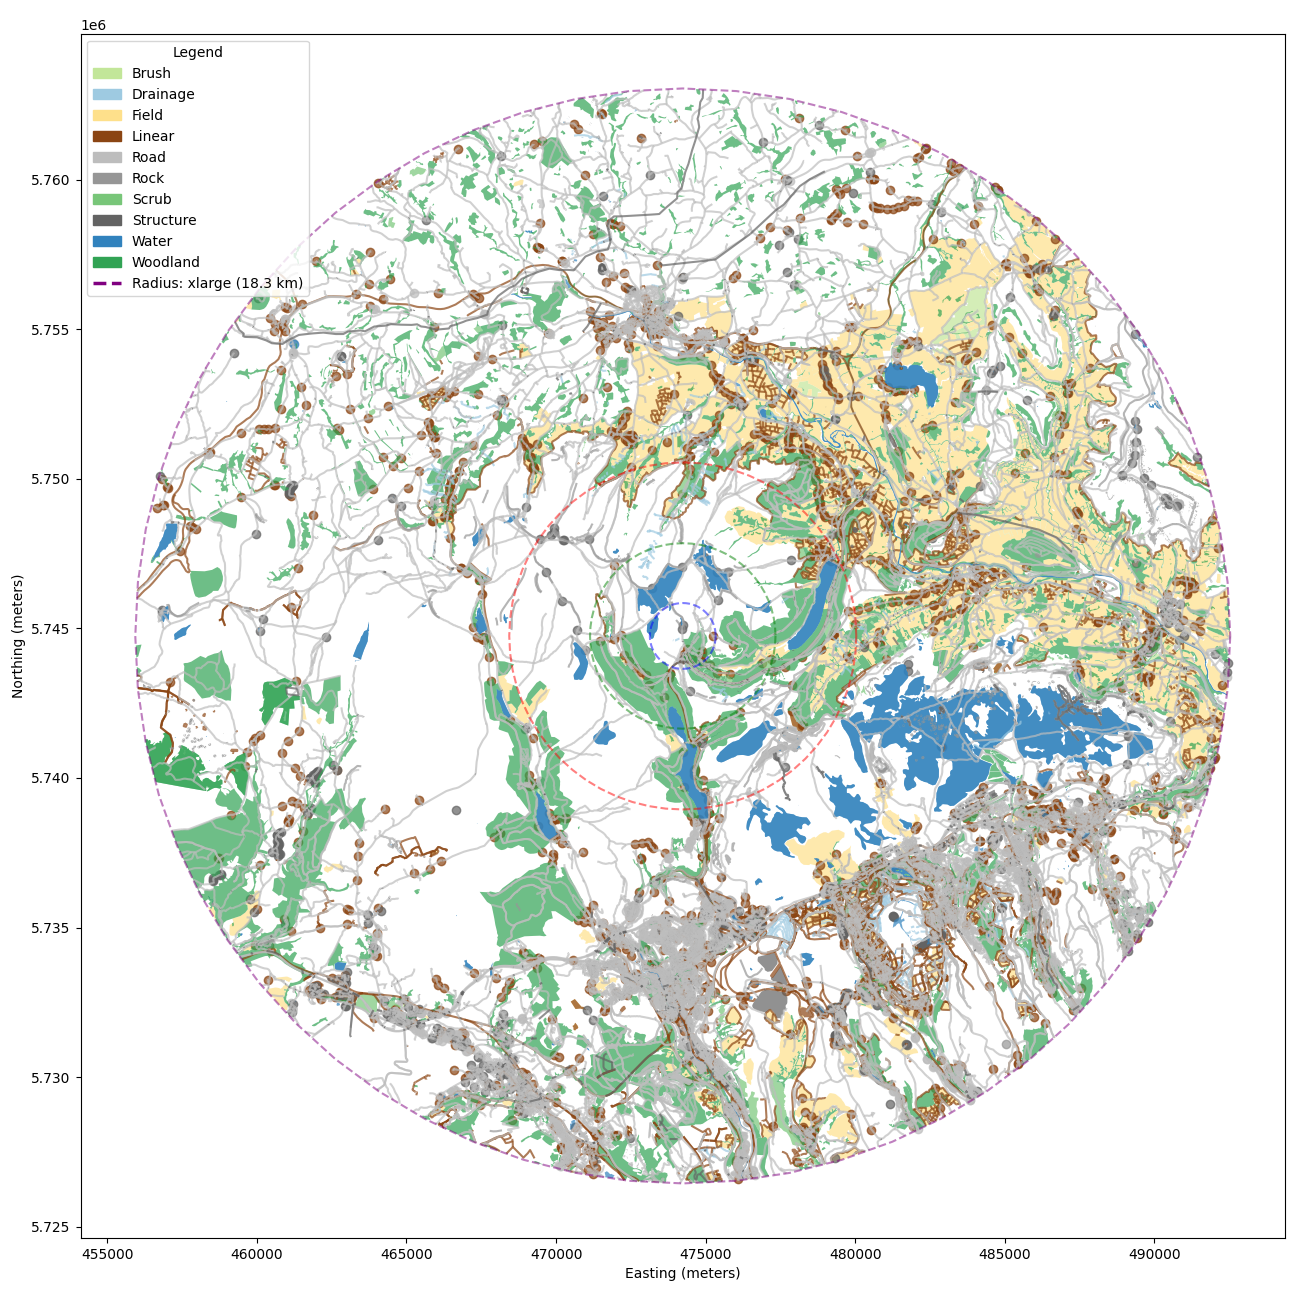 1e6
Legend
Brush
Drainage
Field
Linear
Road
Rock
Scrub
Structure
Water
Woodland
Radius: xlarge (18.3 km)
5.760
5.755
5.750
5.745
5.740
5.735
5.730
5.725
Northing (meters)
455000 460000 465000 470000 475000 480000 485000 490000
Easting (meters)